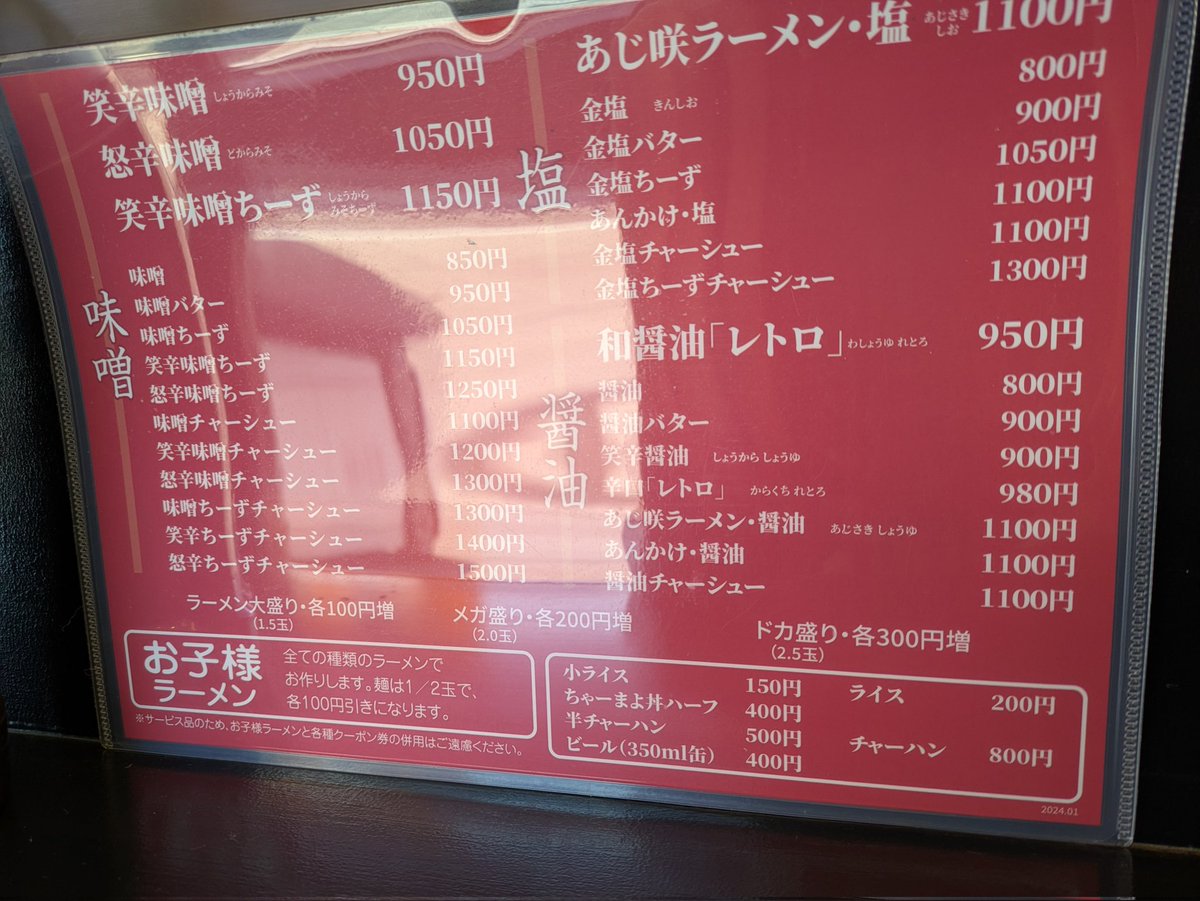 味噌
笑辛味噌 しょうからみそ 950円
怒辛味噌 どからみそ 1050円
笑辛味噌ちーず しょうから みそちーず 1150円
味噌 850円
味噌バター 950円
味噌ちーず 1050円
笑辛味噌ちーず 1150円
怒辛味噌ちーず 1250円
味噌チャーシュー 1100円
笑辛味噌チャーシュー 1200円
怒辛味噌チャーシュー 1300円
味噌ちーずチャーシュー 1300円
笑辛ちーずチャーシュー 1400円
怒辛ちーずチャーシュー 1500円
塩
あじ咲ラーメン・塩 あじさき しお 1100円
金塩 きんしお 800円
金塩バター 900円
金塩ちーず 1050円
あんかけ・塩 1100円
金塩チャーシュー 1100円
金塩ちーずチャーシュー 1300円
醤油
和醤油「レトロ」 わしょうゆ れとろ 950円
醤油 800円
醤油バター 900円
笑辛醤油 しょうから しょうゆ 900円
辛口「レトロ」 からくち れとろ 980円
あじ咲ラーメン・醤油 あじさき しょうゆ 1100円
あんかけ・醤油 1100円
醤油チャーシュー 1100円
ラーメン大盛り・各100円増 メガ盛り・各200円増 ドカ盛り・各300円増
(1.5玉) (2.0玉) (2.5玉)
お子様
ラーメン
全ての種類のラーメンで
お作りします。麺は1/2玉で、
各100円引きになります。
※サービス品のため、お子様ラーメンと各種クーポン券の併用はご遠慮ください。
小ライス 150円 ライス 200円
ちゃーまよ丼ハーフ 400円
半チャーハン 500円 チャーハン 800円
ビール(350ml缶) 400円
2024.01